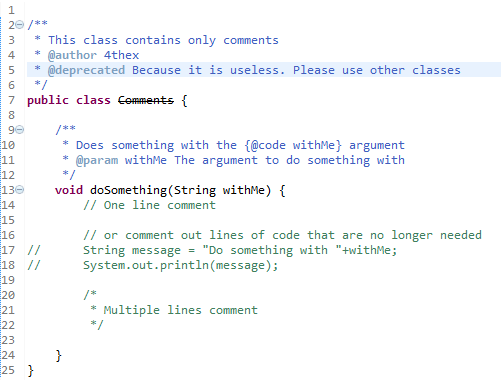 1
2 /**
3  * This class contains only comments
4  * @author 4thex
5  * @deprecated Because it is useless. Please use other classes
6  */
7 public class Comments {
8
9     /**
10      * Does something with the {@code withMe} argument
11      * @param withMe The argument to do something with
12      */
13     void doSomething(String withMe) {
14         // One line comment
15
16         // or comment out lines of code that are no longer needed
17 //      String message = "Do something with "+withMe;
18 //      System.out.println(message);
19
20         /*
21          * Multiple lines comment
22          */
23
24     }
25 }